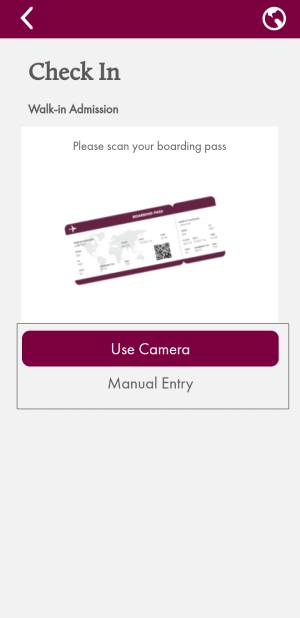 Check In
Walk-in Admission
Please scan your boarding pass
BOARDING PASS
Use Camera
Manual Entry